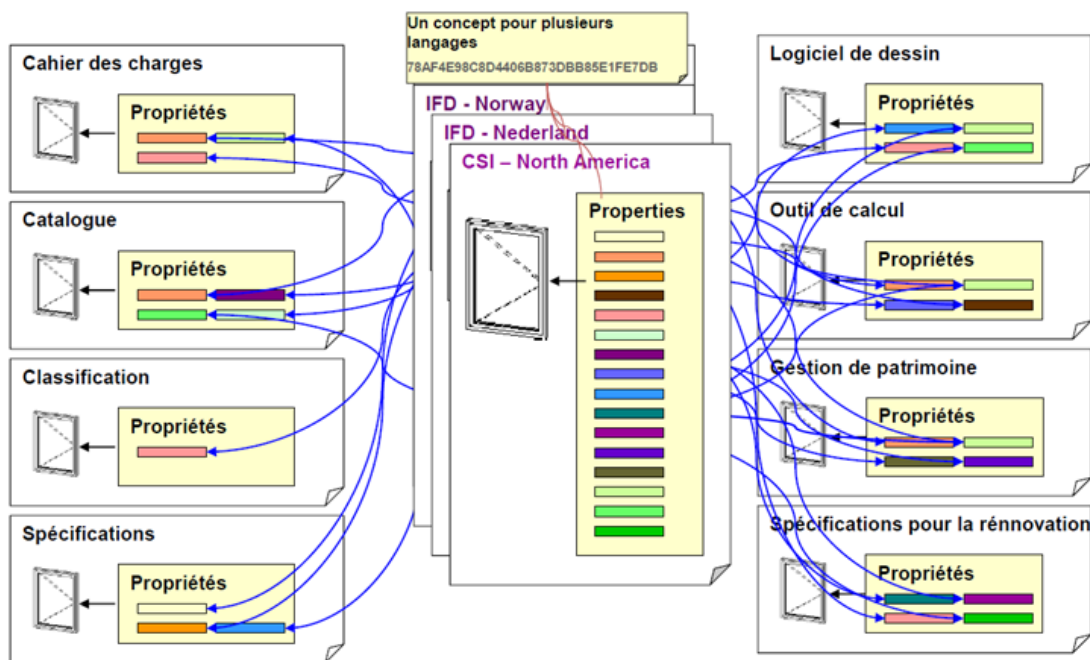 Un concept pour plusieurs
langages
78AF4E98C8D4406B873DBB85E1FE7DB
Cahier des charges
Propriétés
Catalogue
Propriétés
Classification
Propriétés
Spécifications
Propriétés
IFD - Norway
IFD - Nederland
CSI – North America
Properties
Logiciel de dessin
Propriétés
Outil de calcul
Propriétés
Gestion de patrimoine
Propriétés
Spécifications pour la rénnovation
Propriétés